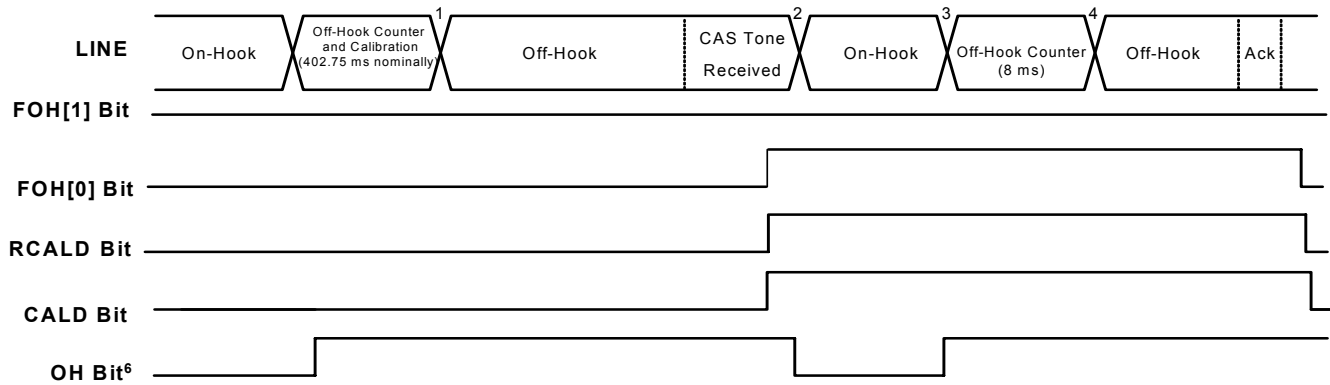 1 2 3 4
LINE
On-Hook
Off-Hook Counter
and Calibration
(402.75 ms nominally)
Off-Hook
CAS Tone
Received
On-Hook
Off-Hook Counter
(8 ms)
Off-Hook
Ack
FOH[1] Bit
FOH[0] Bit
RCALD Bit
CALD Bit
OH Bit⁶